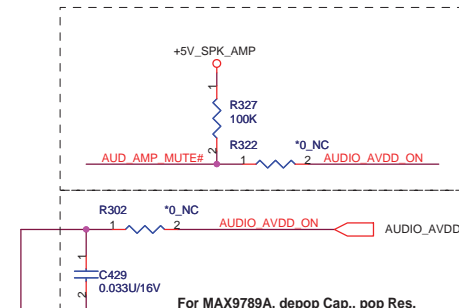 +5V_SPK_AMP
1
R327
100K
2
AUD_AMP_MUTE#
R322
1
*0_NC
2
AUDIO_AVDD_ON
R302
1
*0_NC
2
AUDIO_AVDD_ON
AUDIO_AVDD
1
C429
0.033U/16V
2
For MAX9789A, depop Cap., pop Res.